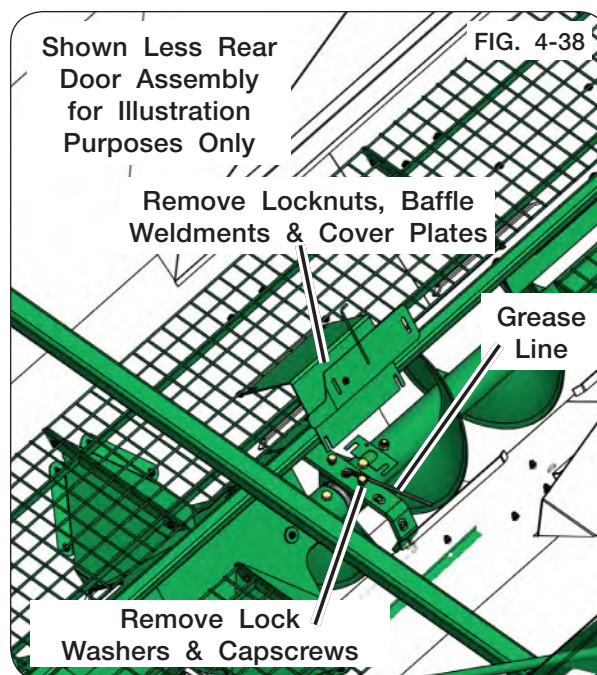 Shown Less Rear
Door Assembly
for Illustration
Purposes Only
FIG. 4-38
Remove Locknuts, Baffle
Weldments & Cover Plates
Grease
Line
Remove Lock
Washers & Capscrews